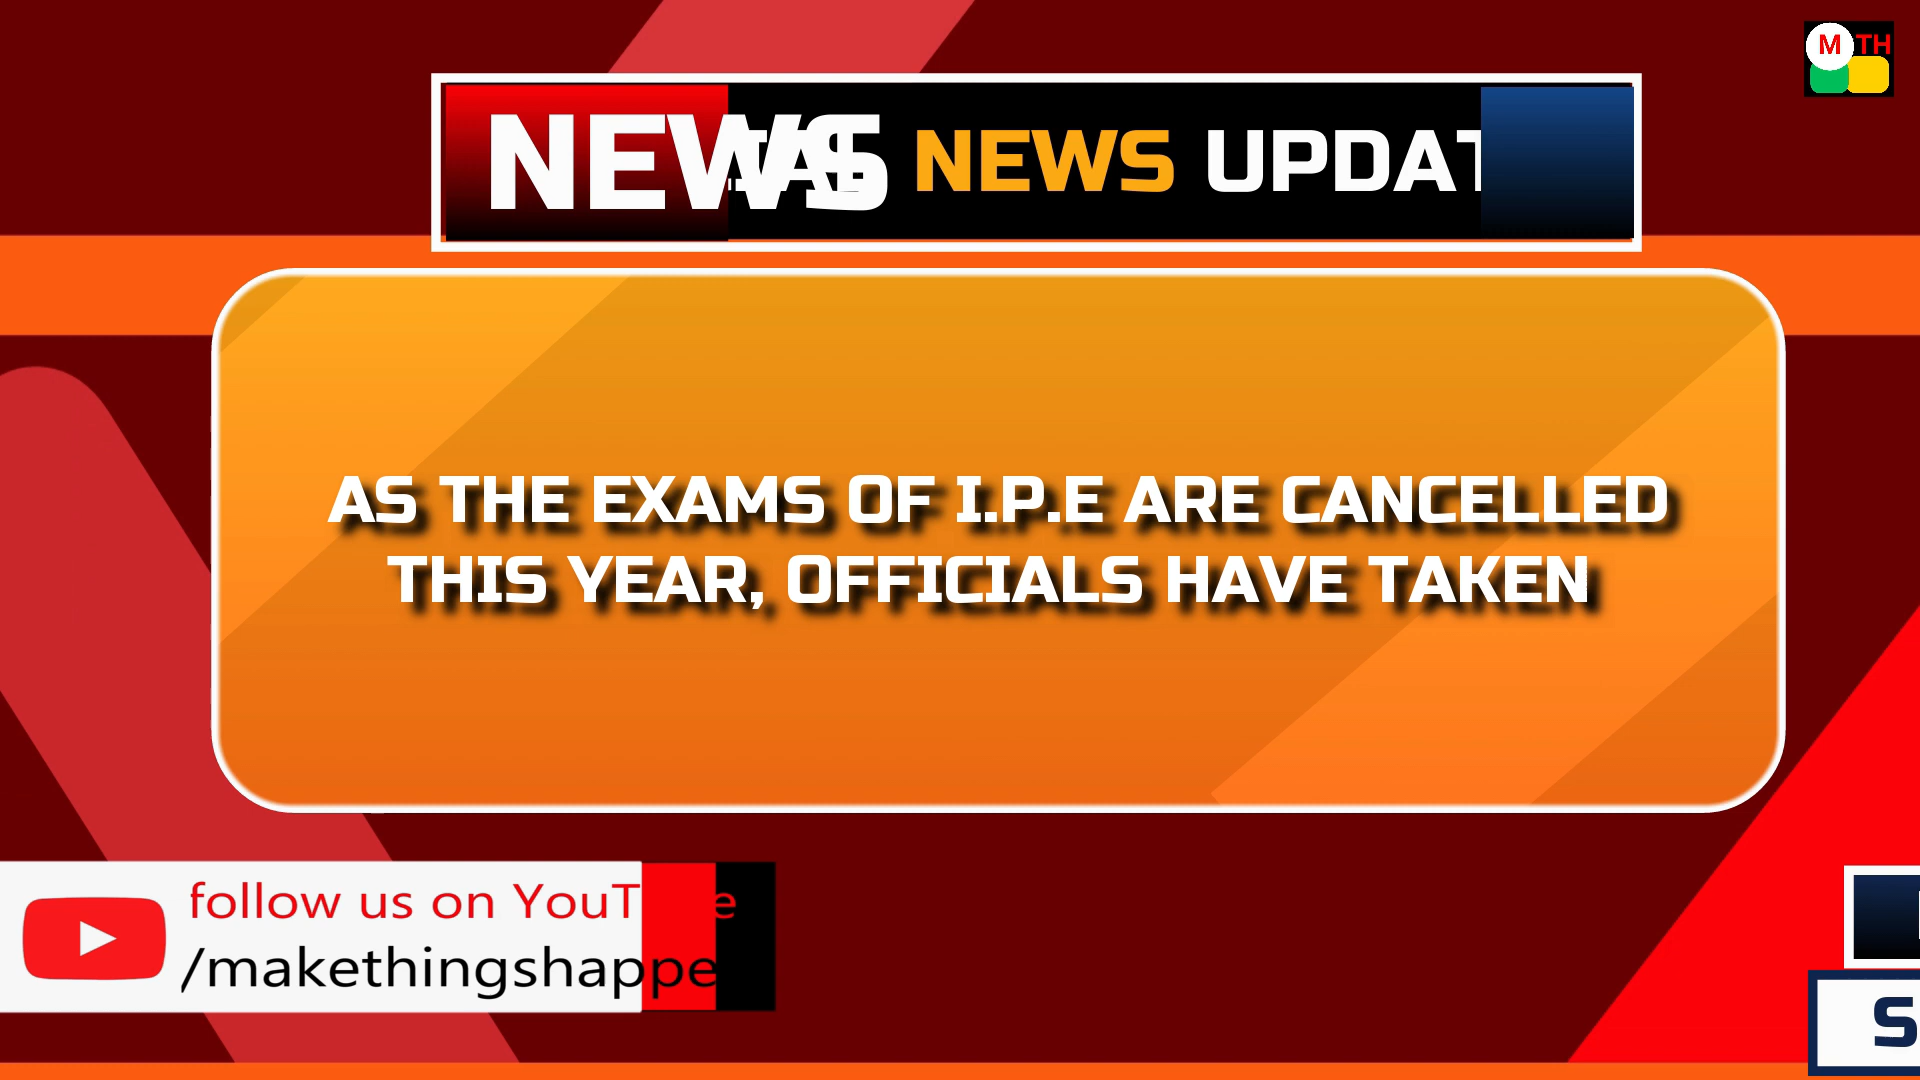 M TH
NEWS
NEWS UPDAT
AS THE EXAMS OF I.P.E ARE CANCELLED
THIS YEAR, OFFICIALS HAVE TAKEN
follow us on YouT e
/makethingshappe
S